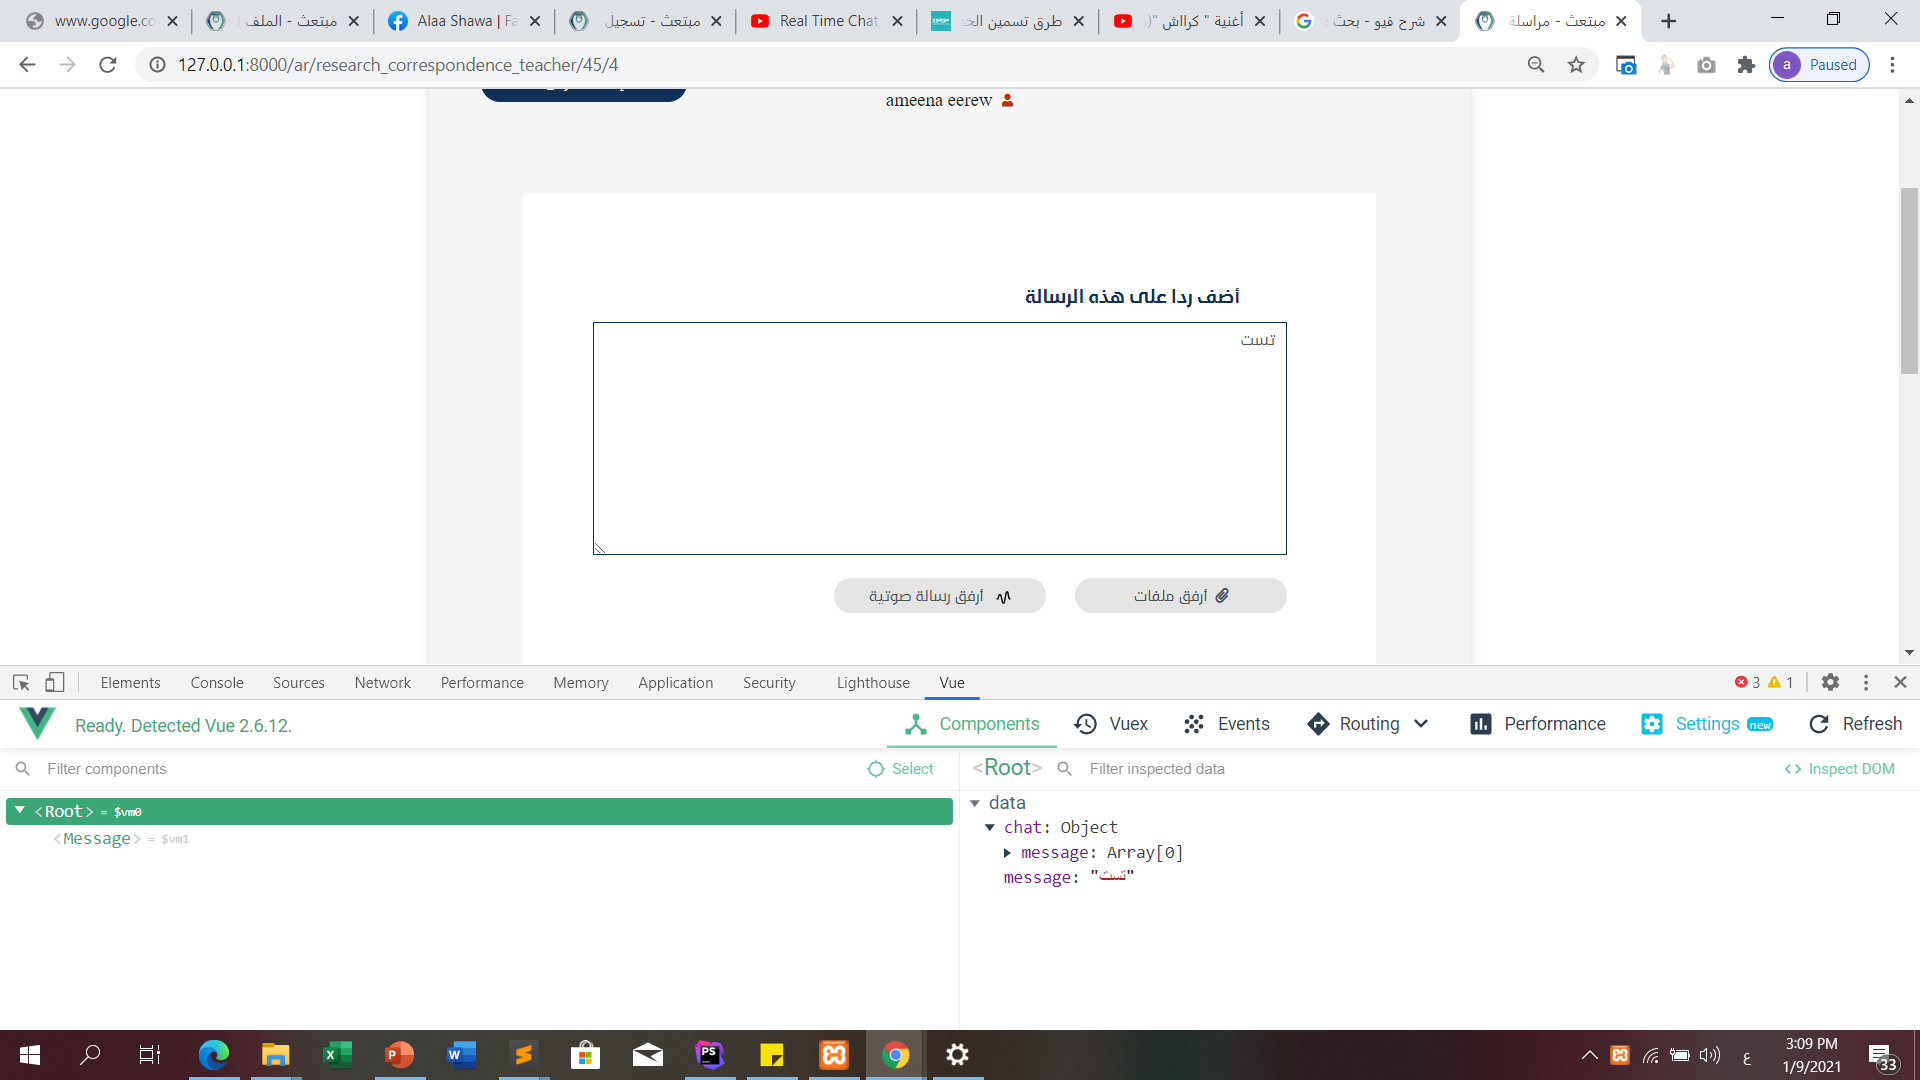 www.google.co
مبتعث - الملف ا
Alaa Shawa | Fa
مبتعث - تسجيل
Real Time Chat
طرق تسمين الخ
أغنية " كرااش "(
شرح فيو - بحث
مبتعث - مراسلة
127.0.0.1:8000/ar/research_correspondence_teacher/45/4
a Paused
ameena eerew
أضف ردا على هذه الرسالة
تست
أرفق ملفات
أرفق رسالة صوتية
Elements Console Sources Network Performance Memory Application Security Lighthouse Vue 3 1
Ready. Detected Vue 2.6.12.
Components Vuex Events Routing Performance Settings new Refresh
Filter components Select
<Root> Filter inspected data Inspect DOM
<Root> = $vm0
<Message> = $vm1
data
chat: Object
message: Array[0]
message: "تست"
3:09 PM
1/9/2021
ع
33